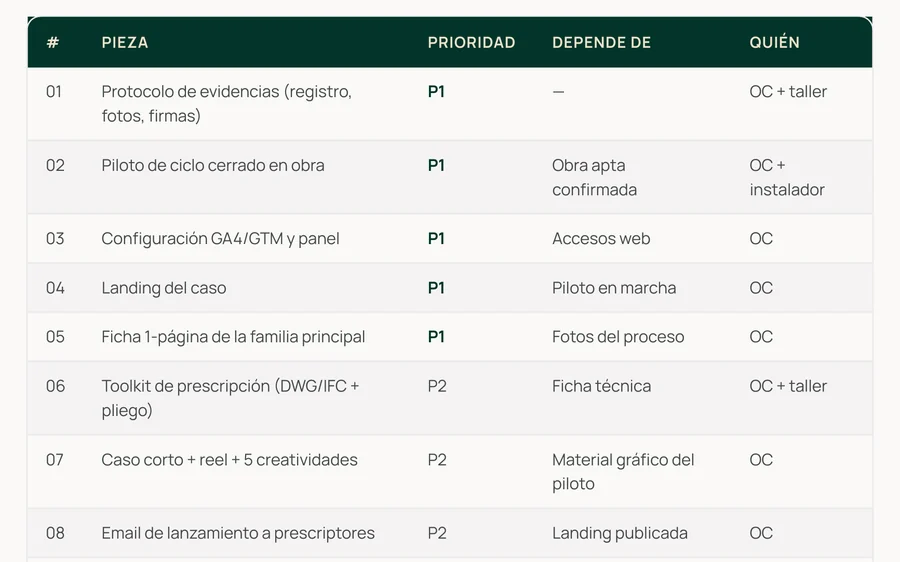 # PIEZA PRIORIDAD DEPENDE DE QUIÉN
01 Protocolo de evidencias (registro, P1 — OC + taller
fotos, firmas)
02 Piloto de ciclo cerrado en obra P1 Obra apta OC +
confirmada instalador
03 Configuración GA4/GTM y panel P1 Accesos web OC
04 Landing del caso P1 Piloto en marcha OC
05 Ficha 1-página de la familia principal P1 Fotos del proceso OC
06 Toolkit de prescripción (DWG/IFC + P2 Ficha técnica OC + taller
pliego)
07 Caso corto + reel + 5 creatividades P2 Material gráfico del OC
piloto
08 Email de lanzamiento a prescriptores P2 Landing publicada OC